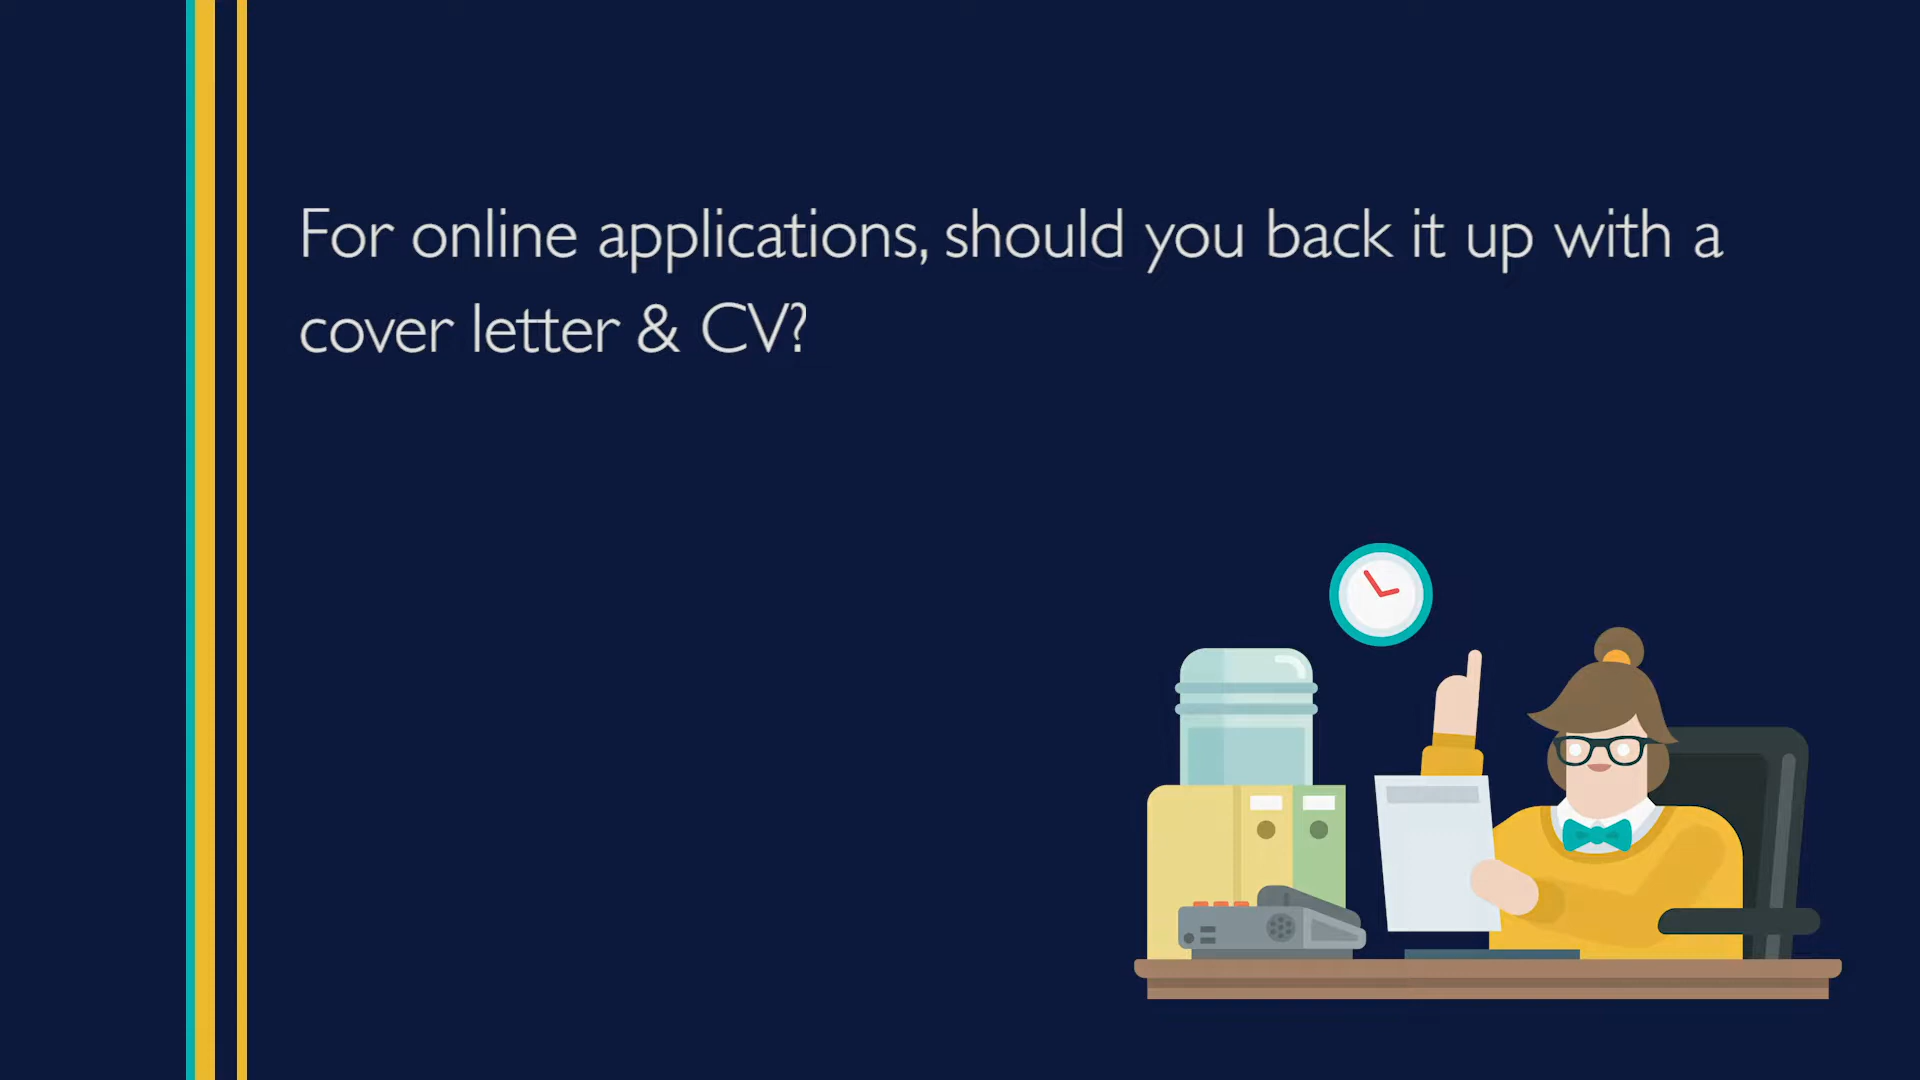 For online applications, should you back it up with a
cover letter & CV?